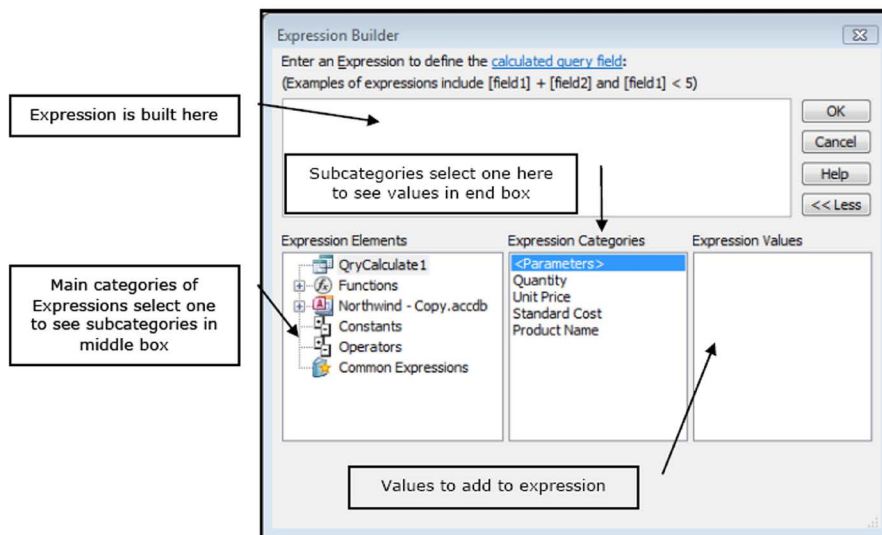 Expression Builder
Enter an Expression to define the calculated query field:
(Examples of expressions include [field1] + [field2] and [field1] < 5)
Expression is built here
OK
Cancel
Help
<< Less
Subcategories select one here
to see values in end box
Expression Elements
Expression Categories
Expression Values
Main categories of
Expressions select one
to see subcategories in
middle box
QryCalculate1
Functions
Northwind - Copy.accdb
Constants
Operators
Common Expressions
<Parameters>
Quantity
Unit Price
Standard Cost
Product Name
Values to add to expression